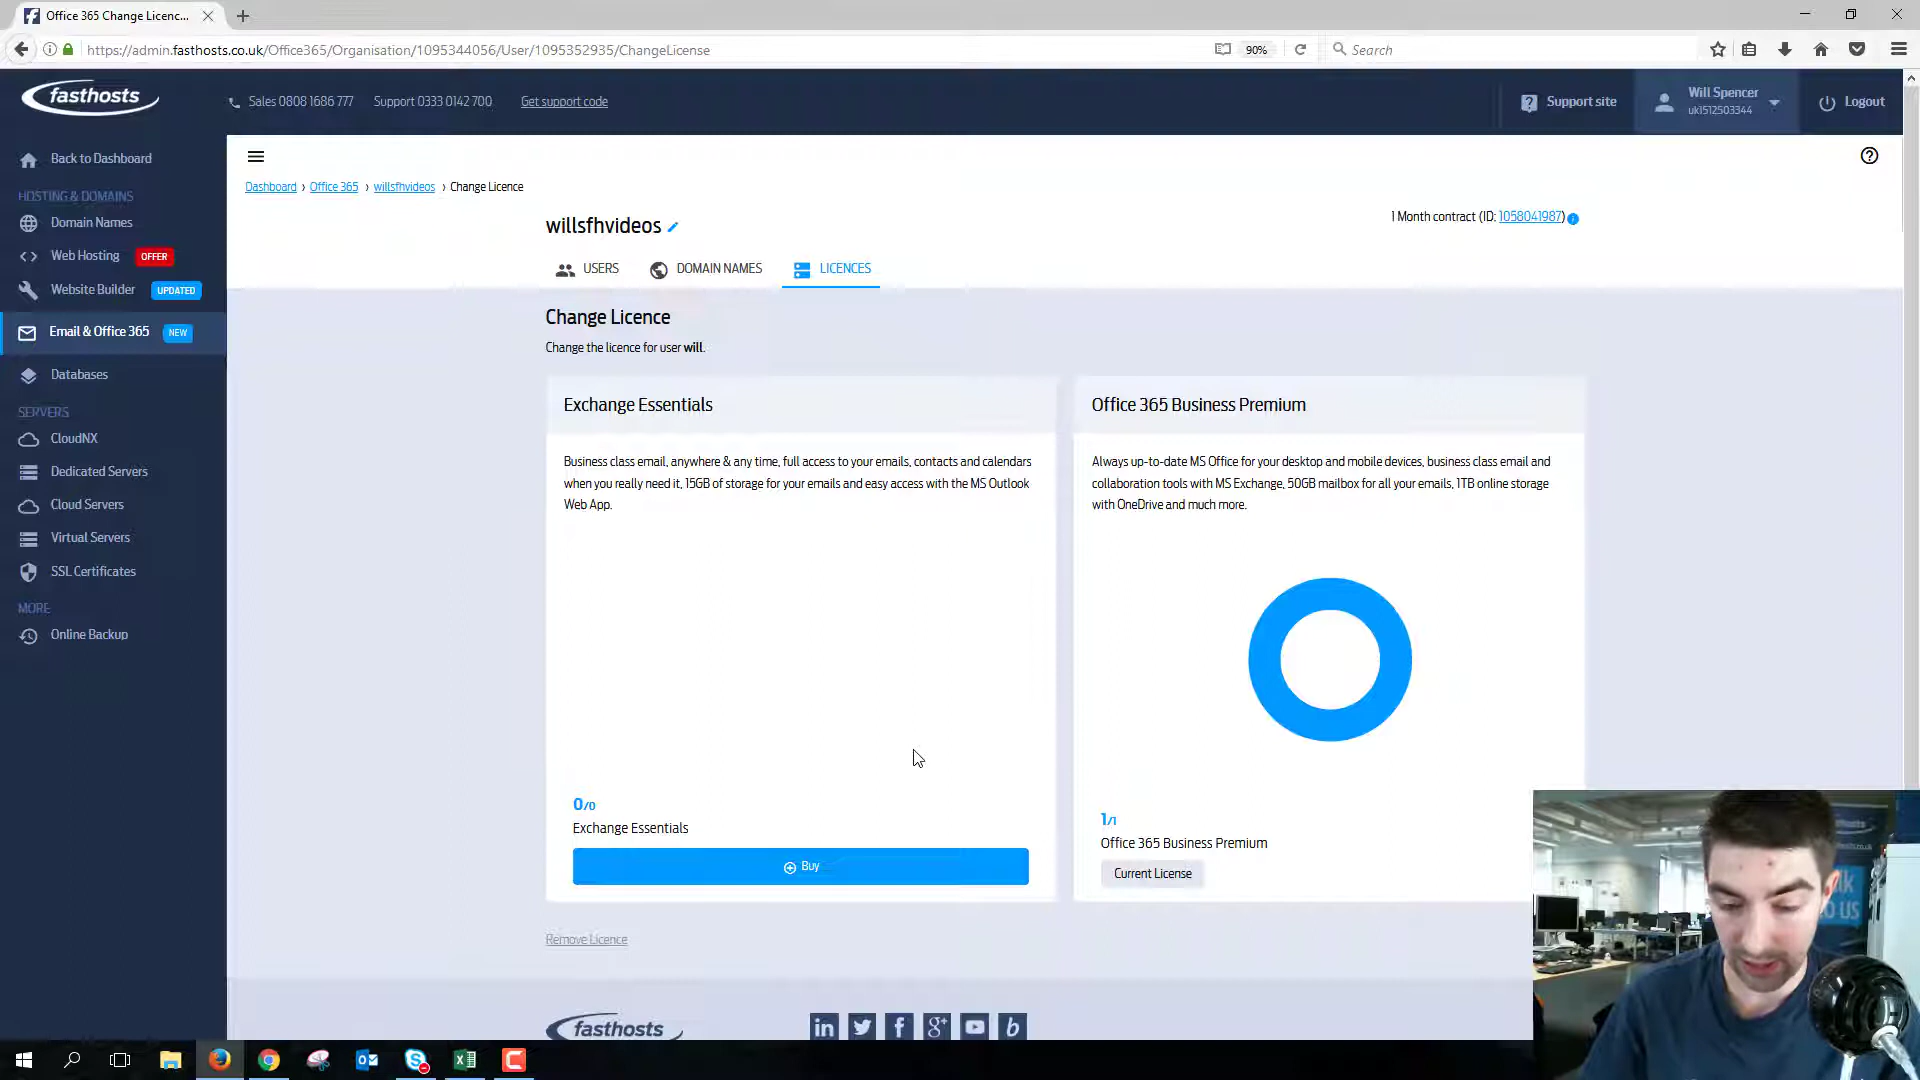 Office 365 Change Licenc...
https://admin.fasthosts.co.uk/Office365/Organisation/1095344056/User/1095352935/ChangeLicense
90%
Search
fasthosts
Sales 0808 1686 777
Support 0333 0142 700
Get support code
Support site
Will Spencer
uk1512503344
Logout
Back to Dashboard
HOSTING & DOMAINS
Domain Names
Web Hosting OFFER
Website Builder UPDATED
Email & Office 365 NEW
Databases
SERVERS
CloudNX
Dedicated Servers
Cloud Servers
Virtual Servers
SSL Certificates
MORE
Online Backup
Dashboard › Office 365 › willsfhvideos › Change Licence
willsfhvideos
1 Month contract (ID: 1058041987)
USERS
DOMAIN NAMES
LICENCES
Change Licence
Change the licence for user will.
Exchange Essentials
Business class email, anywhere & any time, full access to your emails, contacts and calendars
when you really need it, 15GB of storage for your emails and easy access with the MS Outlook
Web App.
0/0
Exchange Essentials
Buy
Office 365 Business Premium
Always up-to-date MS Office for your desktop and mobile devices, business class email and
collaboration tools with MS Exchange, 50GB mailbox for all your emails, 1TB online storage
with OneDrive and much more.
1/1
Office 365 Business Premium
Current License
Remove Licence
fasthosts